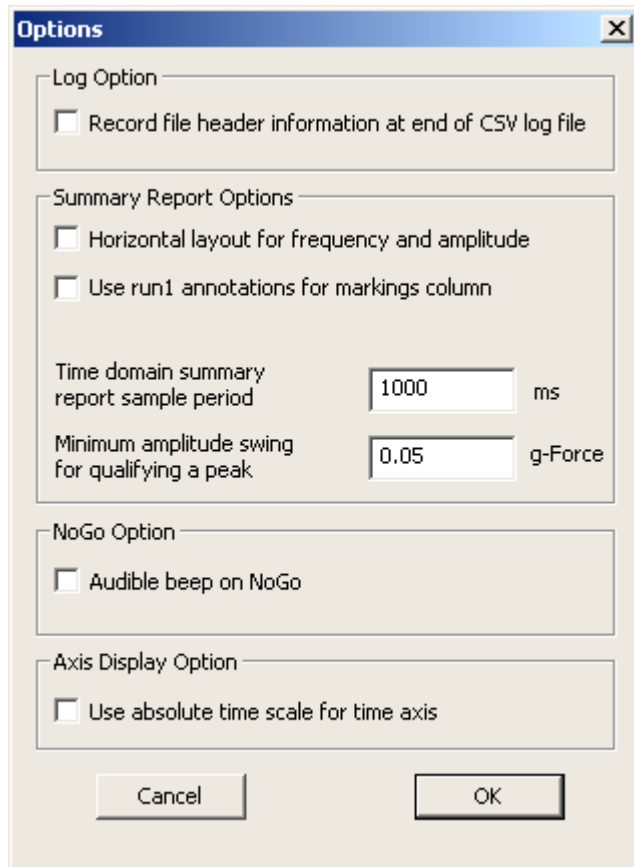 Options
Log Option
Record file header information at end of CSV log file
Summary Report Options
Horizontal layout for frequency and amplitude
Use run1 annotations for markings column
Time domain summary
report sample period
1000 ms
Minimum amplitude swing
for qualifying a peak
0.05 g-Force
NoGo Option
Audible beep on NoGo
Axis Display Option
Use absolute time scale for time axis
Cancel OK